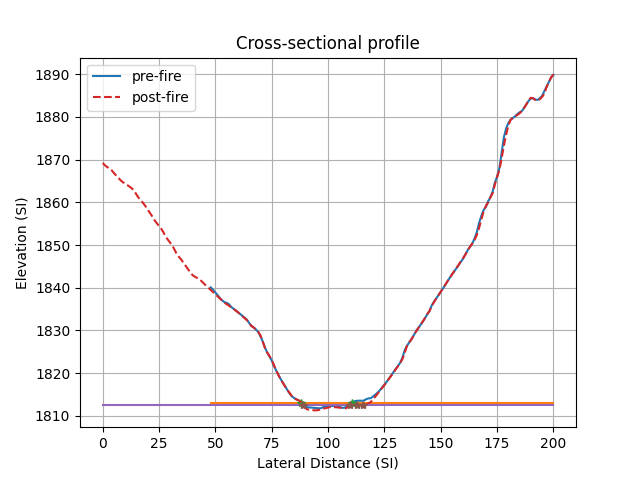 Cross-sectional profile
pre-fire
post-fire
1890
1880
1870
1860
1850
1840
1830
1820
1810
Elevation (SI)
0 25 50 75 100 125 150 175 200
Lateral Distance (SI)